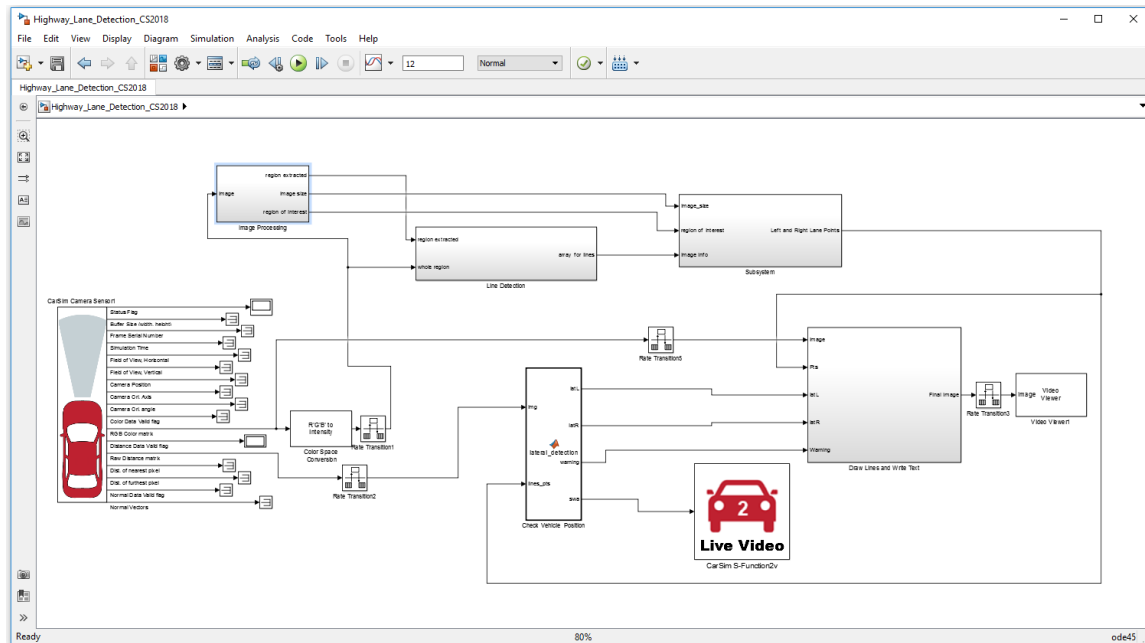 Highway_Lane_Detection_CS2018
File Edit View Display Diagram Simulation Analysis Code Tools Help
12
Normal
Highway_Lane_Detection_CS2018
Highway_Lane_Detection_CS2018
image
region extracted
image size
region of interest
Image Processing
region extracted
whole region
array for lines
Line Detection
image_size
region of interest
image info
Left and Right Lane Points
Subsystem
CarSim Camera Sensor1
Status Flag
Buffer Size (width, height)
Frame Serial Number
Simulation Time
Field of View, Horizontal
Field of View, Vertical
Camera Position
Camera Ori. Axis
Camera Ori. angle
Color Data Valid flag
RGB Color matrix
Distance Data Valid flag
Raw Distance matrix
Dist. of nearest pixel
Dist. of furthest pixel
Normal Data Valid flag
Normal Vectors
R'G'B' to
Intensity
Color Space
Conversion
Rate Transition1
Rate Transition2
Rate Transition5
img
lines_pts
lateral_detection
latL
latR
warning
swa
Check Vehicle Position
image
Pts
latL
latR
Warning
Final image
Draw Lines and Write Text
Rate Transition3
Image
Video
Viewer
Video Viewer1
2
Live Video
CarSim S-Function2v
Ready
80%
ode45